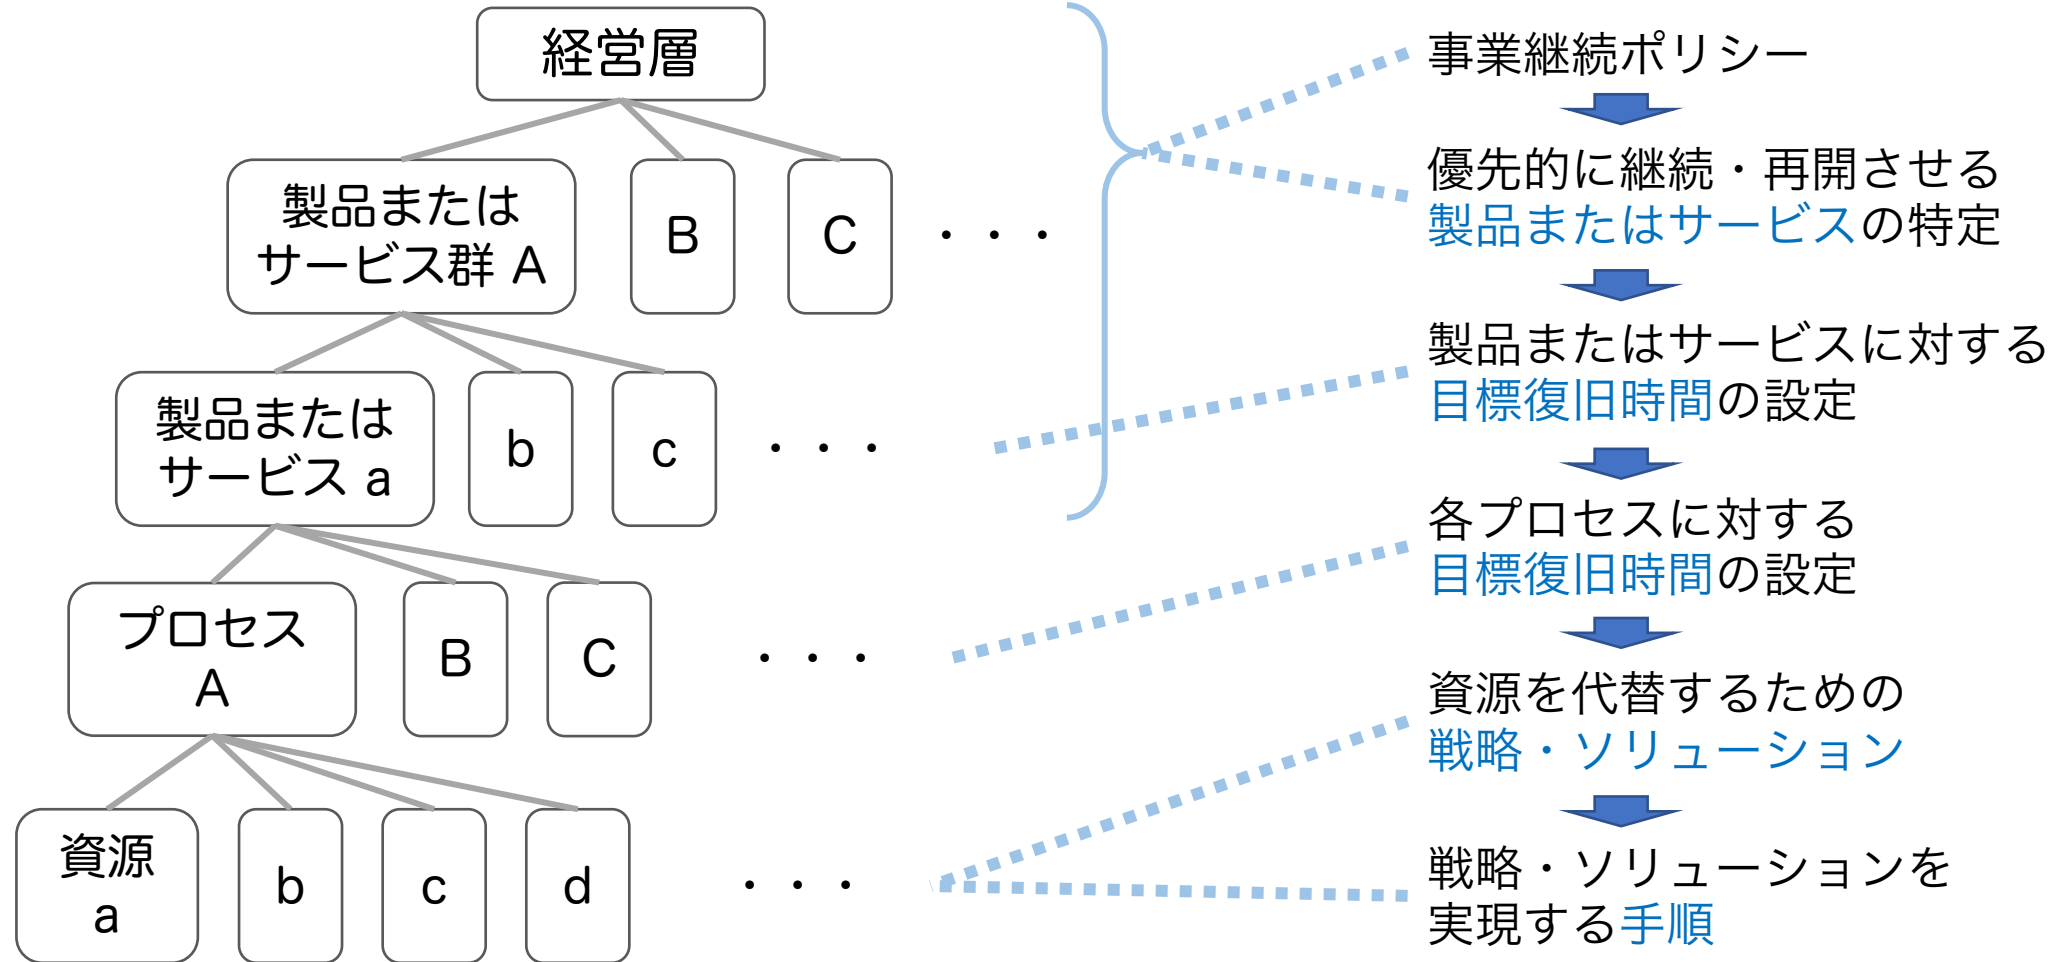 経営層
製品または
サービス群 A
B
C
・・・
製品または
サービス a
b
c
・・・
プロセス
A
B
C
・・・
資源
a
b
c
d
・・・
事業継続ポリシー
優先的に継続・再開させる
製品またはサービスの特定
製品またはサービスに対する
目標復旧時間の設定
各プロセスに対する
目標復旧時間の設定
資源を代替するための
戦略・ソリューション
戦略・ソリューションを
実現する手順